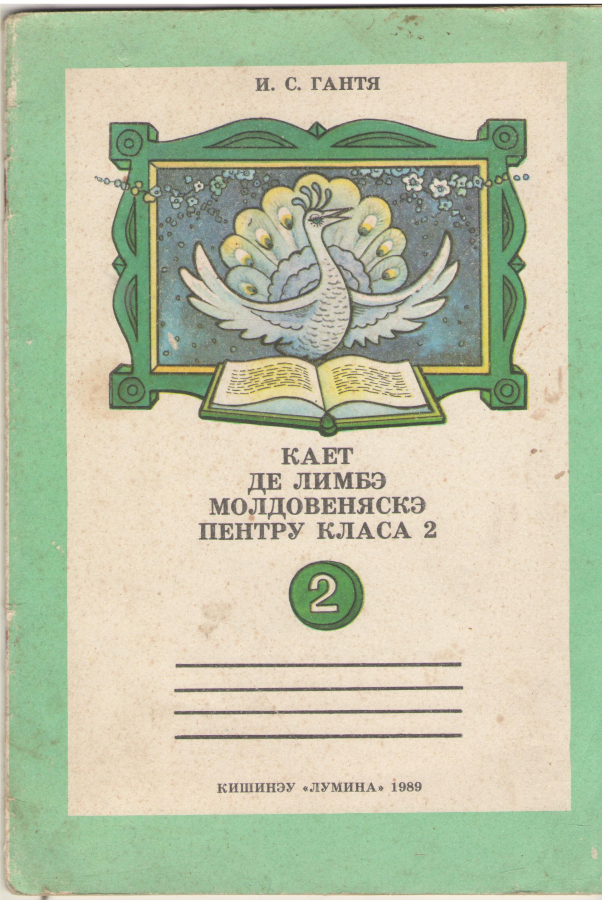 И. С. ГАНТЯ
КАЕТ
ДЕ ЛИМБЭ
МОЛДОВЕНЯСКЭ
ПЕНТРУ КЛАСА 2
2
КИШИНЭУ «ЛУМИНА» 1989